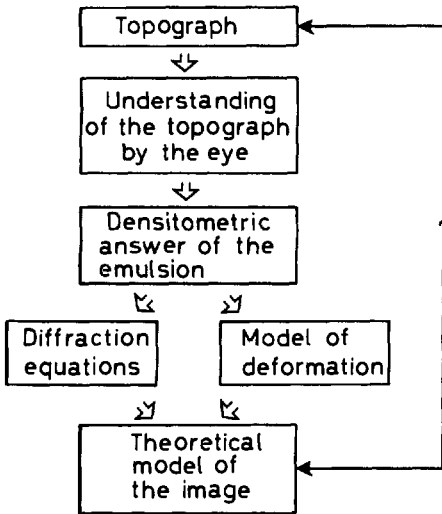 Topograph
Understanding
of the topograph
by the eye
Densitometric
answer of the
emulsion
Diffraction
equations
Model of
deformation
Theoretical
model of
the image